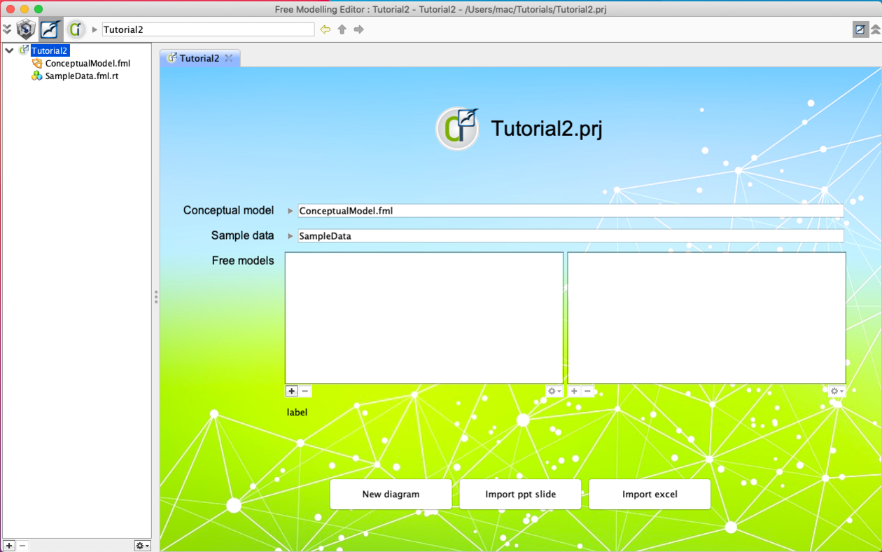 Free Modelling Editor : Tutorial2 - Tutorial2 - /Users/mac/Tutorials/Tutorial2.prj
Tutorial2
Tutorial2
ConceptualModel.fml
SampleData.fml.rt
Tutorial2
Tutorial2.prj
Conceptual model
ConceptualModel.fml
Sample data
SampleData
Free models
label
New diagram
Import ppt slide
Import excel